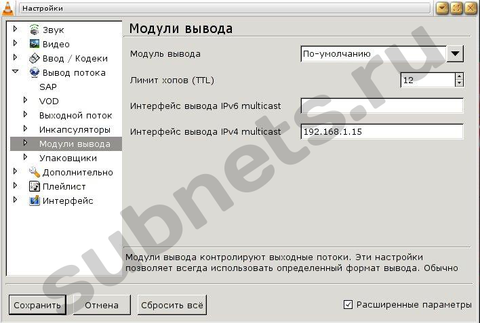 Настройки
Звук
Видео
Ввод / Кодеки
Вывод потока
SAP
VOD
Выходной поток
Инкапсуляторы
Модули вывода
Упаковщики
Дополнительно
Плейлист
Интерфейс
Модули вывода
Модуль вывода По-умолчанию
Лимит хопов (TTL) 12
Интерфейс вывода IPv6 multicast
Интерфейс вывода IPv4 multicast 192.168.1.15
Модули вывода контролируют выходные потоки. Эти настройки
позволяет всегда использовать определенный формат вывода. Обычно
Сохранить Отмена Сбросить всё Расширенные параметры
subnets.ru